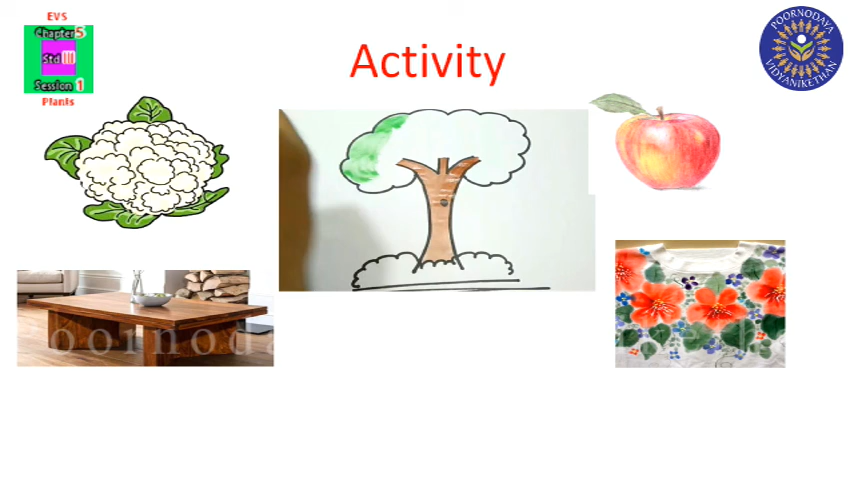 EVS
Chapter 5
Std III
Session 1
Plants
Activity
POORNODAYA
VIDYANIKETHAN